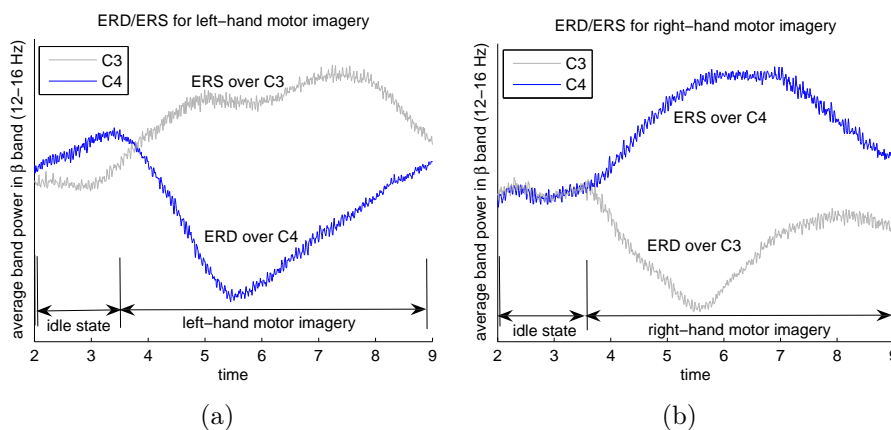 ERD/ERS for left−hand motor imagery
C3
C4
ERS over C3
ERD over C4
average band power in β band (12−16 Hz)
idle state
left−hand motor imagery
2 3 4 5 6 7 8 9
time
(a)
ERD/ERS for right−hand motor imagery
C3
C4
ERS over C4
ERD over C3
average band power in β band (12−16 Hz)
idle state
right−hand motor imagery
2 3 4 5 6 7 8 9
time
(b)